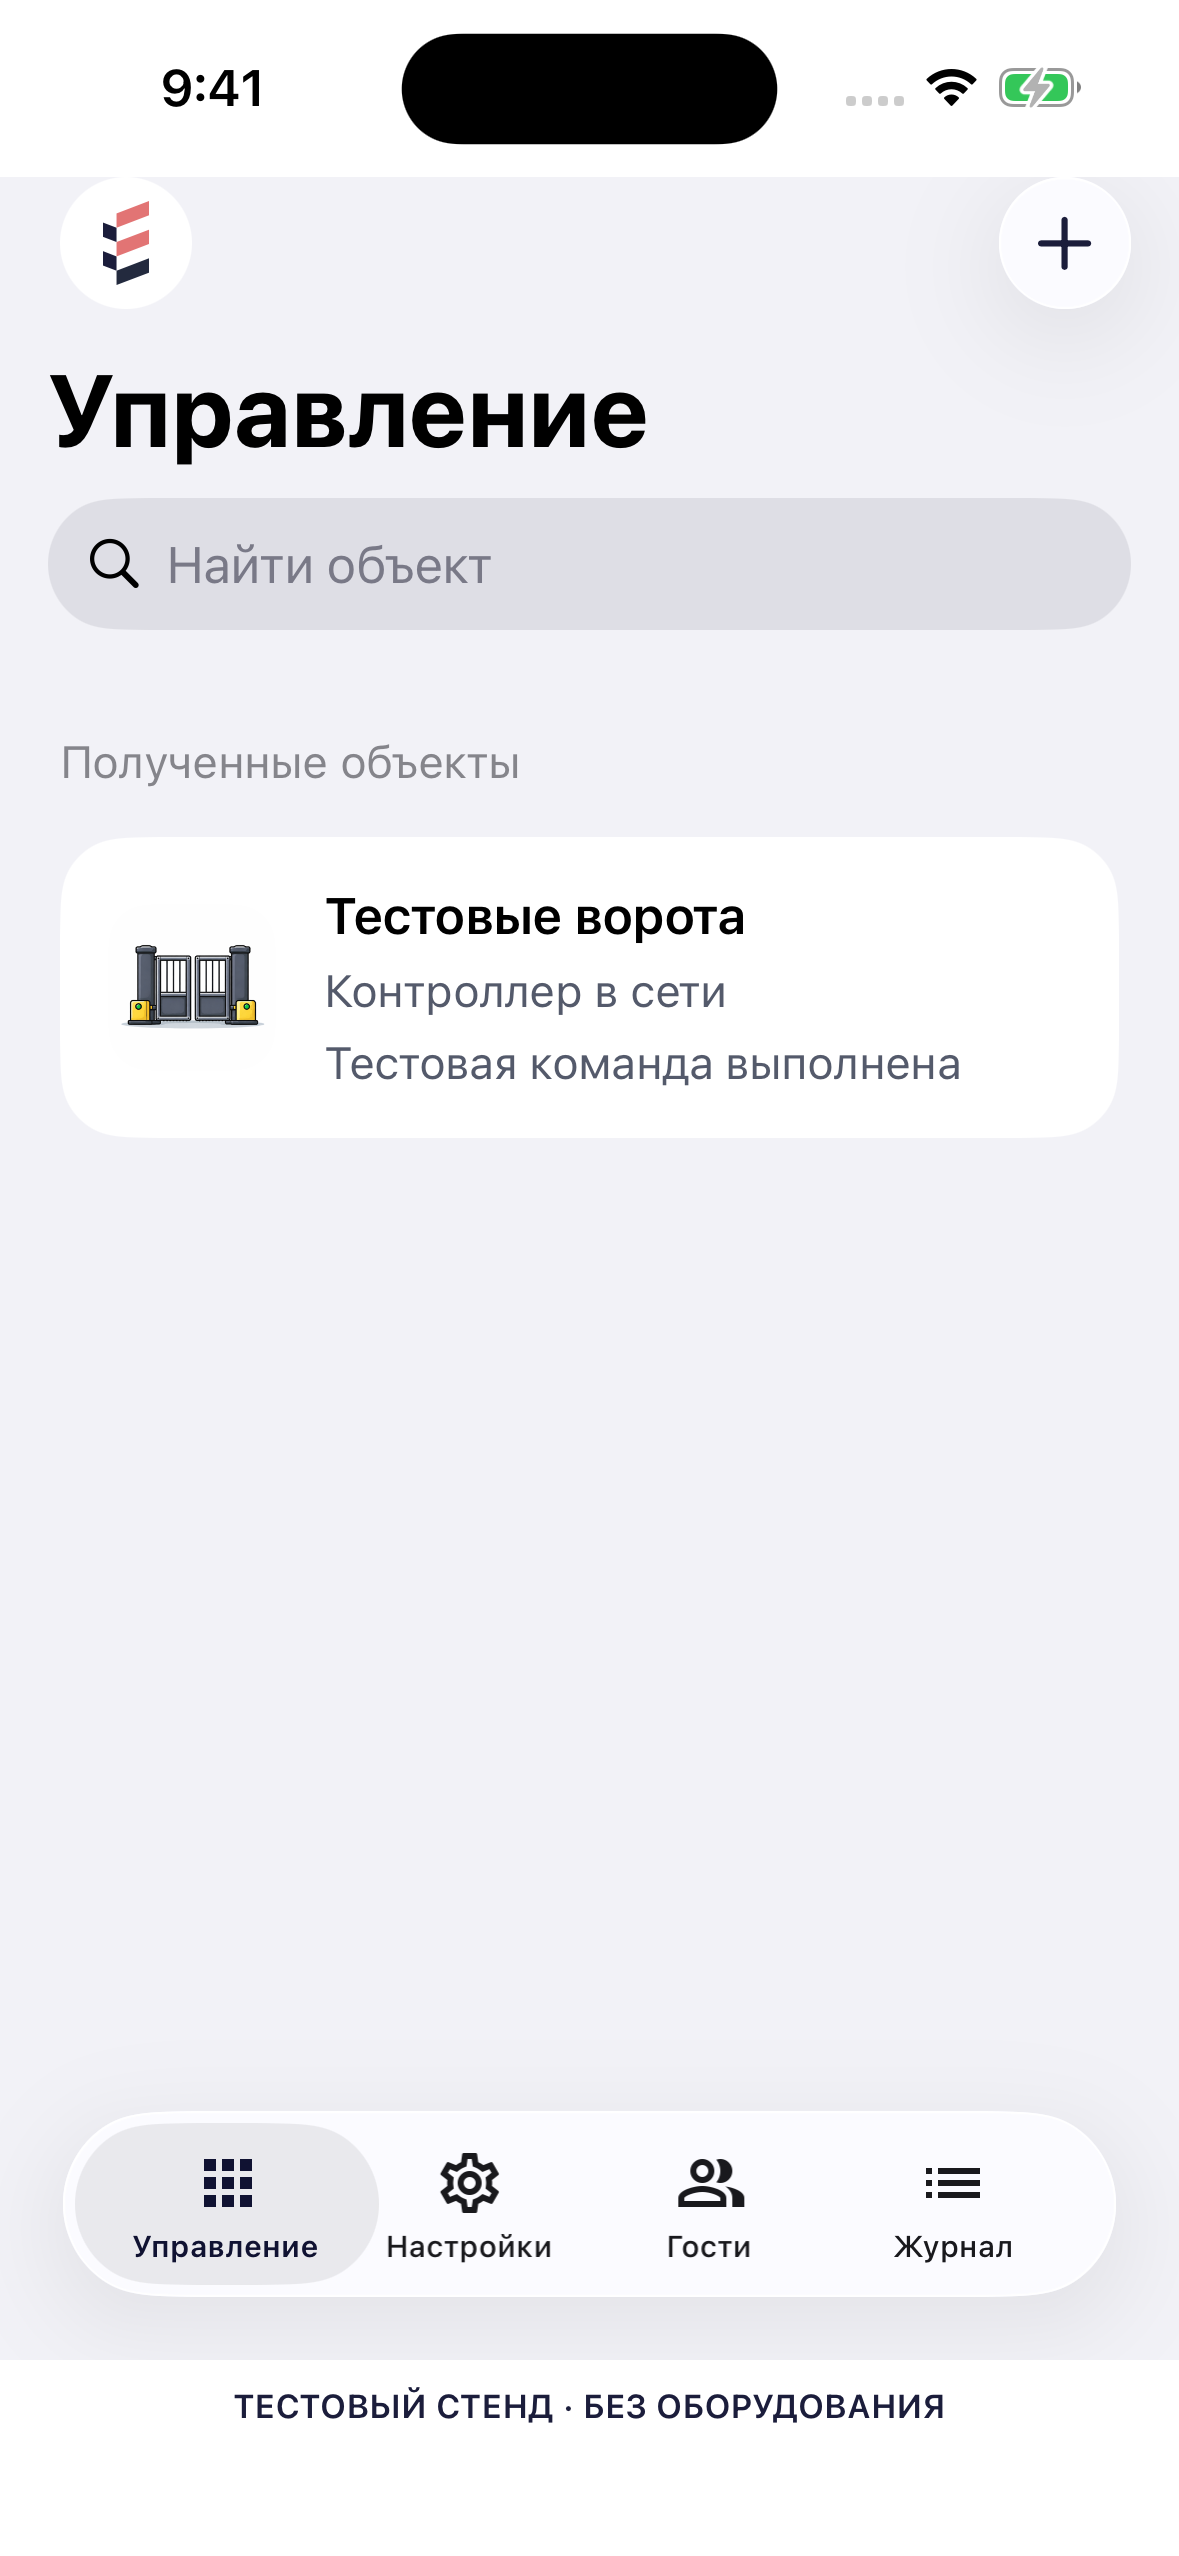 9:41
Управление
Найти объект
Полученные объекты
Тестовые ворота
Контроллер в сети
Тестовая команда выполнена
Управление
Настройки
Гости
Журнал
ТЕСТОВЫЙ СТЕНД · БЕЗ ОБОРУДОВАНИЯ